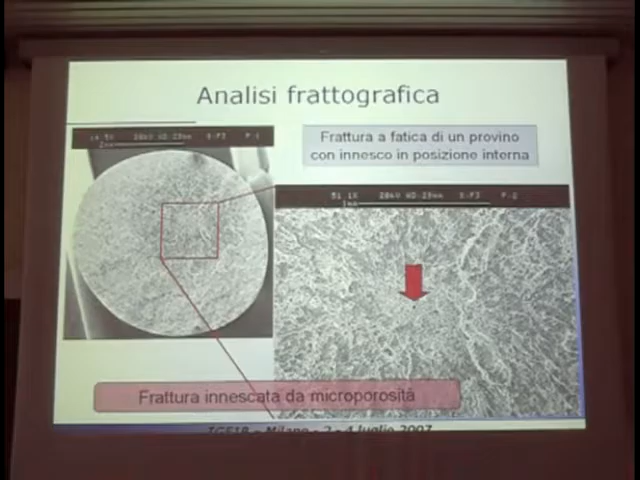 Analisi frattografica
Frattura a fatica di un provino
con innesco in posizione interna
Frattura innescata da microporosità
IGF19 – Milano - 2 - 4 luglio 2007